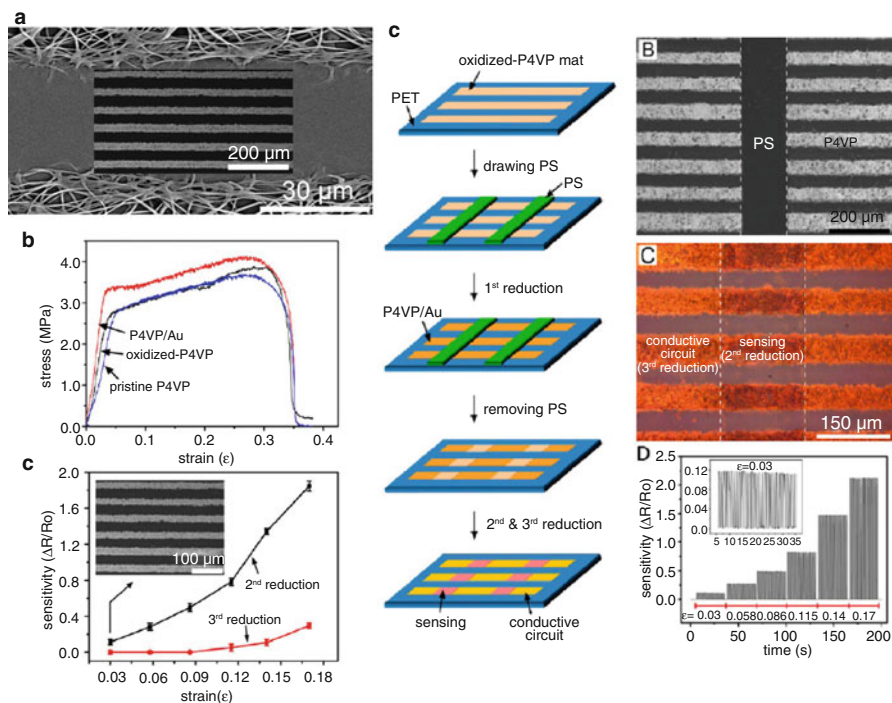 a
200 µm
30 µm
b
stress (MPa)
4.0
3.0
2.0
1.0
0.0
P4VP/Au
oxidized-P4VP
pristine P4VP
0.0 0.1 0.2 0.3 0.4
strain (ε)
c
sensitivity (ΔR/Ro)
2.0
1.6
1.2
0.8
0.4
0.0
100 µm
2nd reduction
3rd reduction
0.03 0.06 0.09 0.12 0.15 0.18
strain(ε)
c
oxidized-P4VP mat
PET
drawing PS
PS
1st reduction
P4VP/Au
removing PS
2nd & 3rd reduction
sensing
conductive
circuit
B
PS
P4VP
200 µm
C
conductive
circuit
(3rd reduction)
sensing
(2nd reduction)
150 µm
D
sensitivity (ΔR/Ro)
2.5
2.0
1.5
1.0
0.5
0.0
ε=0.03
0.12
0.08
0.04
0.00
5 10 15 20 25 30 35
ε= 0.03 0.058 0.086 0.115 0.14 0.17
0 50 100 150 200
time (s)